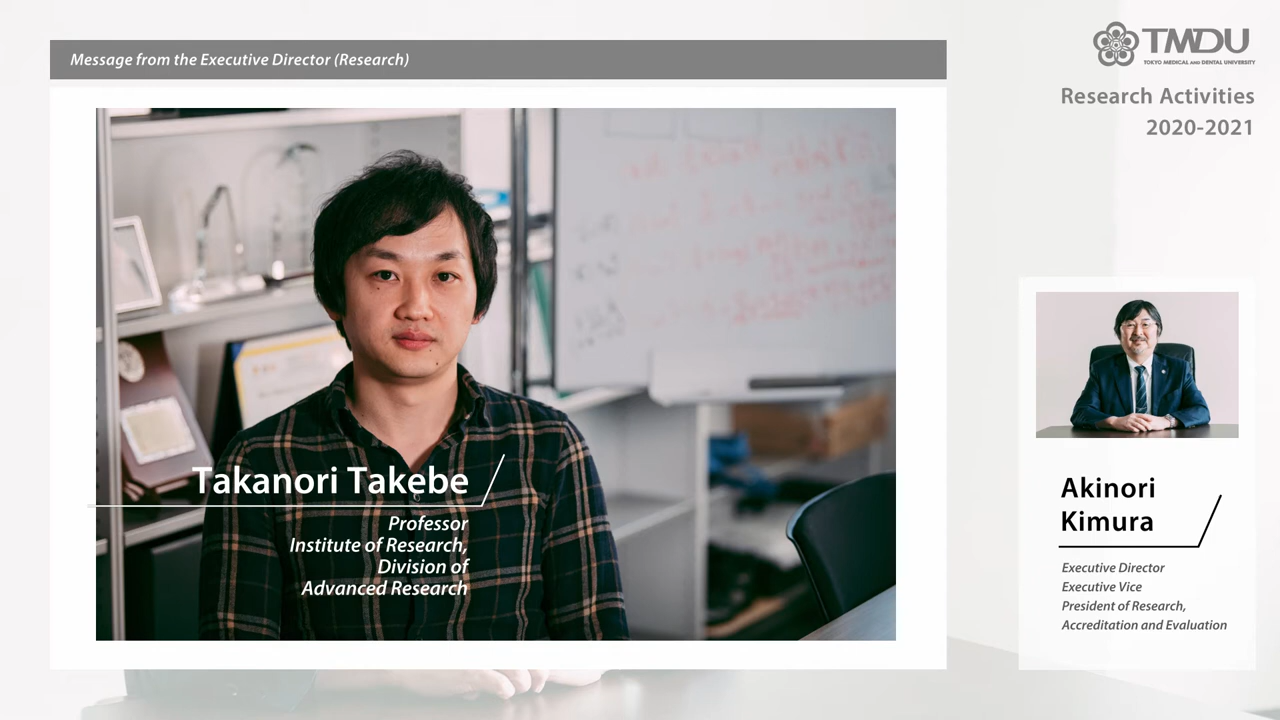 Message from the Executive Director (Research)
TMDU
TOKYO MEDICAL AND DENTAL UNIVERSITY
Research Activities
2020-2021
Takanori Takebe
Professor
Institute of Research,
Division of
Advanced Research
Akinori
Kimura
Executive Director
Executive Vice
President of Research,
Accreditation and Evaluation